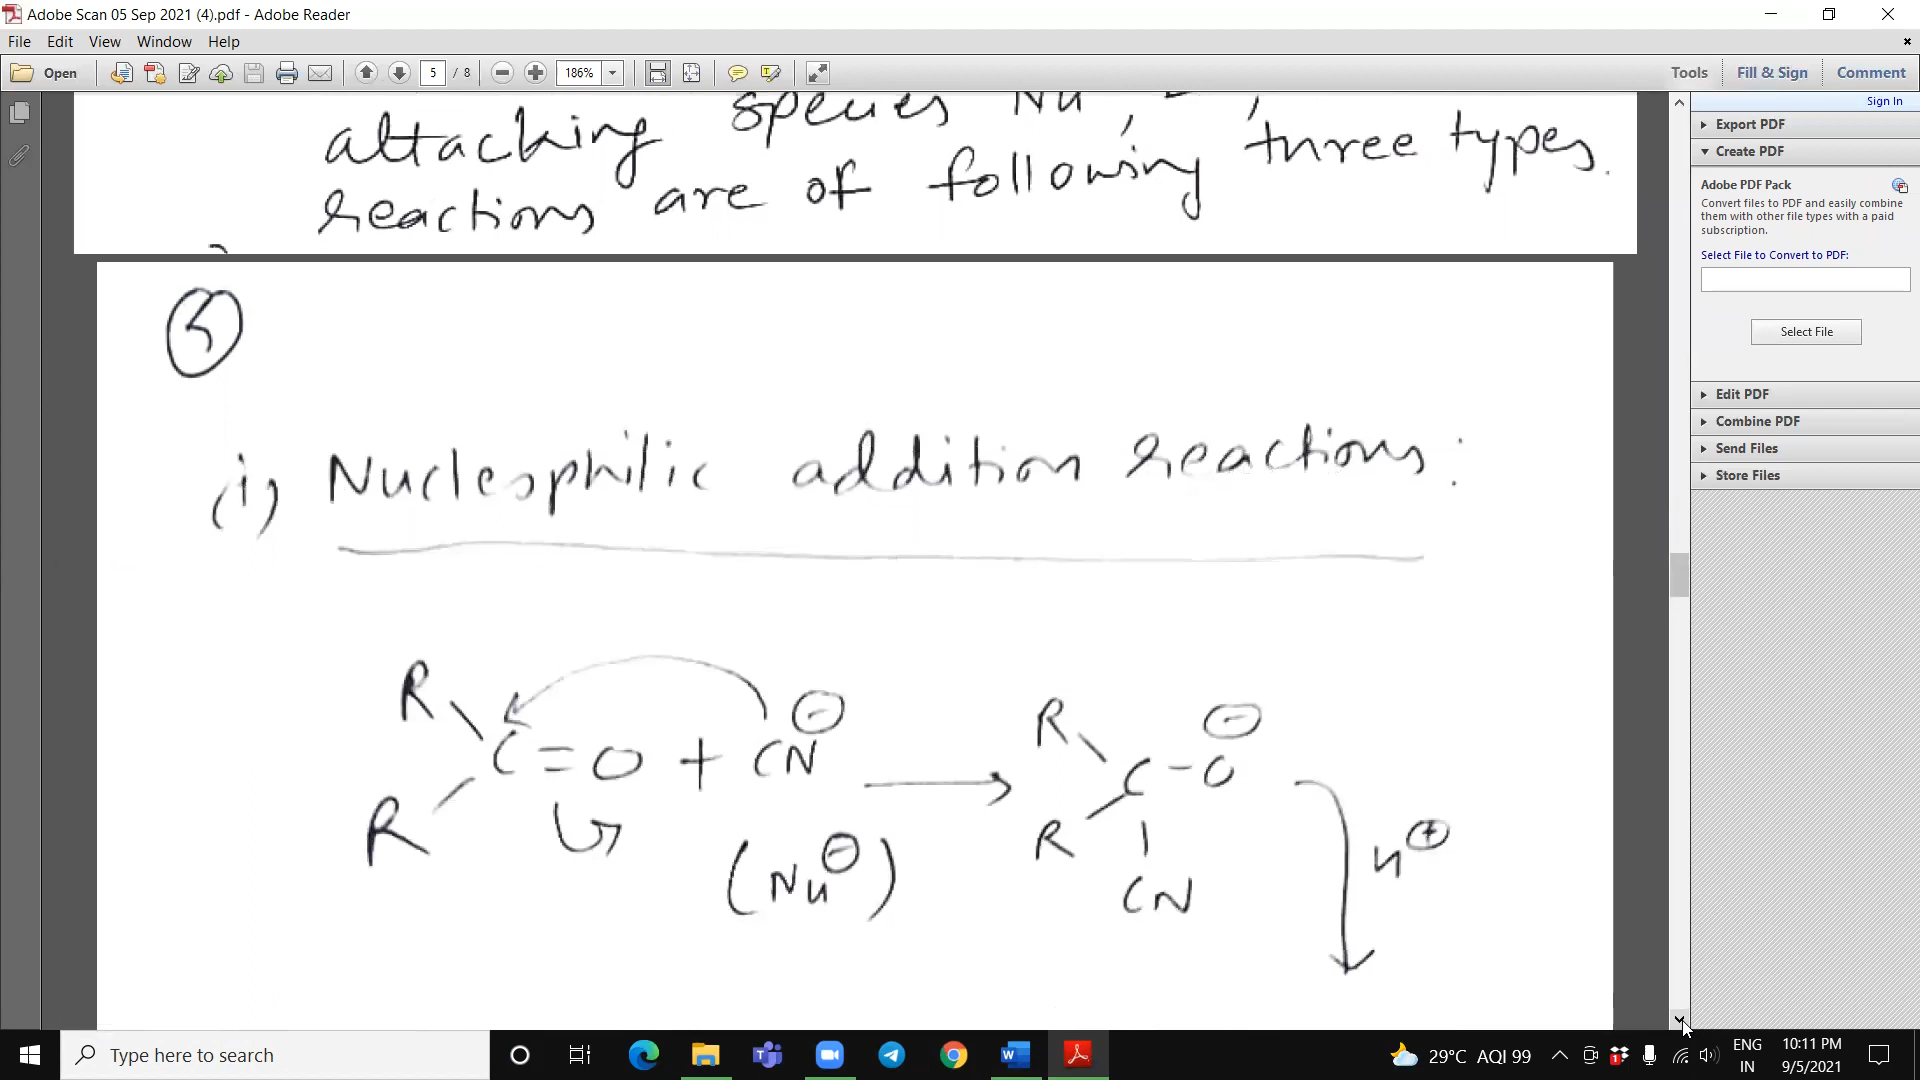 Adobe Scan 05 Sep 2021 (4).pdf - Adobe Reader
File Edit View Window Help
Open 5 / 8 186% Tools Fill & Sign Comment
Sign In
Export PDF
Create PDF
Adobe PDF Pack
Convert files to PDF and easily combine
them with other file types with a paid
subscription.
Select File to Convert to PDF:
Select File
Edit PDF
Combine PDF
Send Files
Store Files
attacking species Nu
reactions are of following three types.
5
(i) Nucleophilic addition reactions:
R R ⊖ ⊖
C=O + CN → C-O
R R H⊕
(Nu⊖) CN
Type here to search
29°C AQI 99
ENG
IN
10:11 PM
9/5/2021